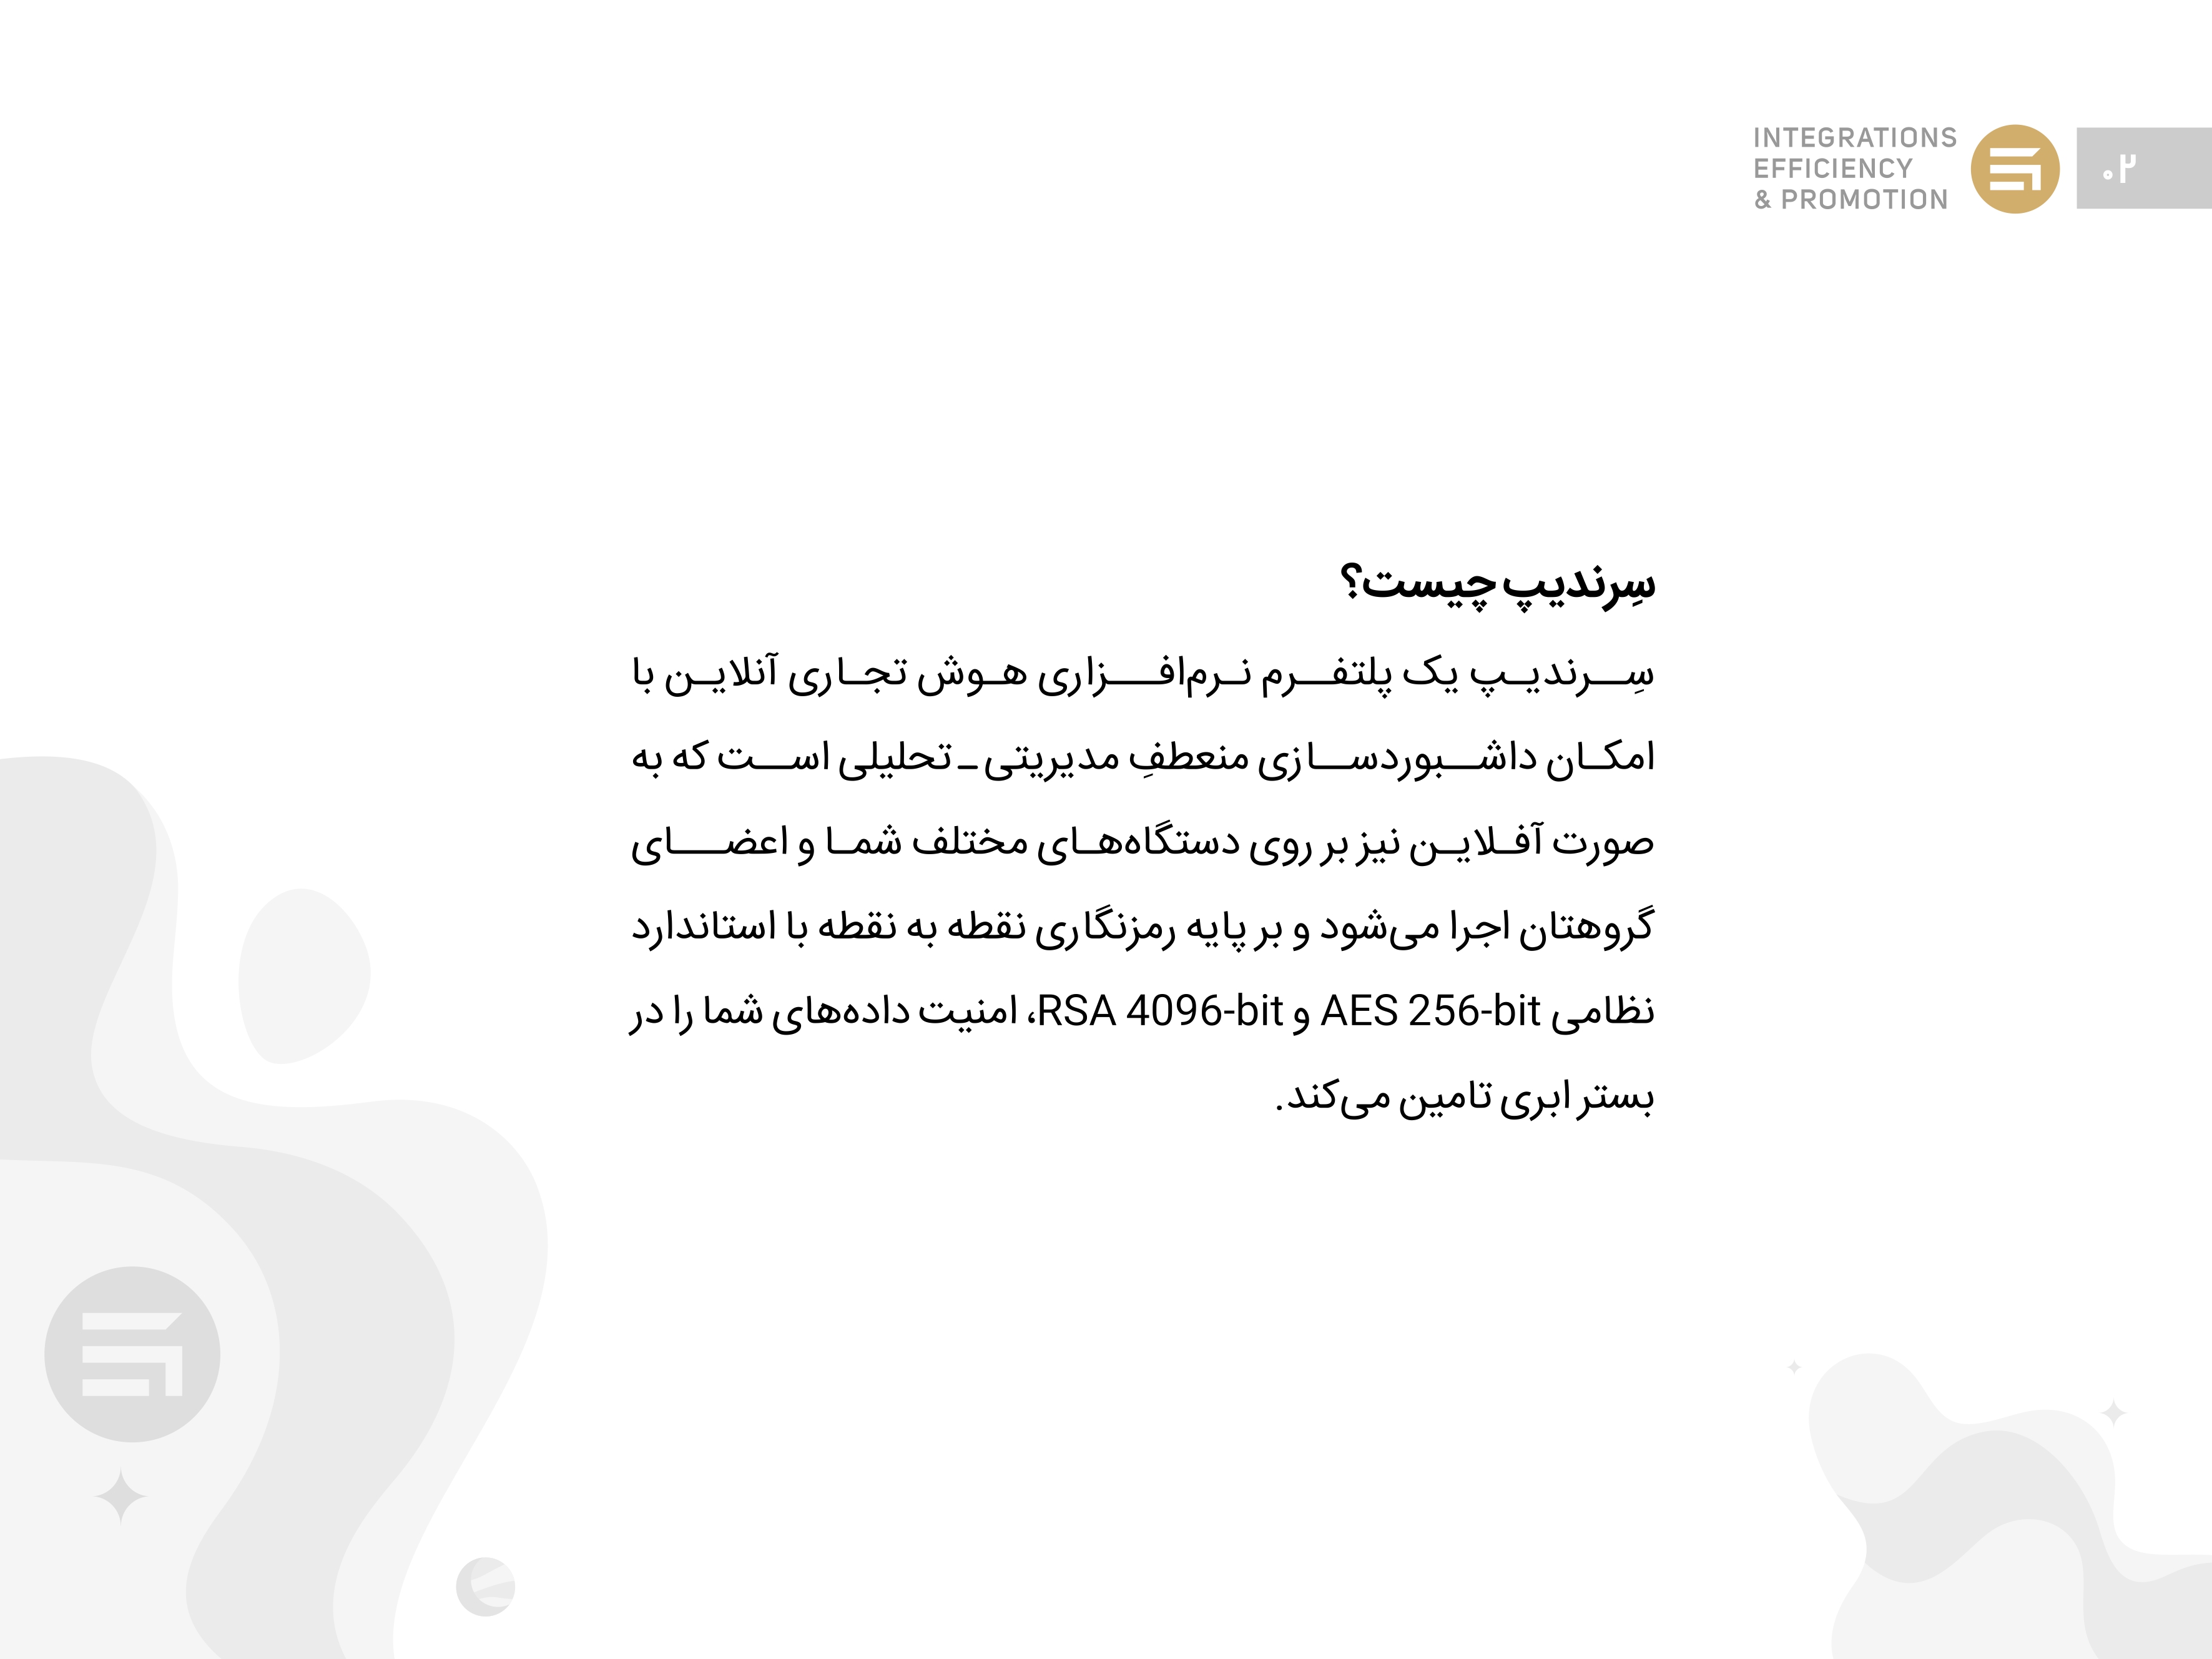 INTEGRATIONS
EFFICIENCY
& PROMOTION
۰۲
سِرندیپ چیست؟
سِرندیپ یک پلتفرم نرم‌افزاری هوش تجاری آنلاین با
امکان داشبوردسازی منعطفِ مدیریتی ـ تحلیلی است که به
صورت آفلاین نیز بر روی دستگاه‌های مختلف شما و اعضای
گروهتان اجرا می‌شود و بر پایه رمزنگاری نقطه به نقطه با استاندارد
نظامی AES 256-bit و RSA 4096-bit، امنیت داده‌های شما را در
بستر ابری تامین می‌کند.